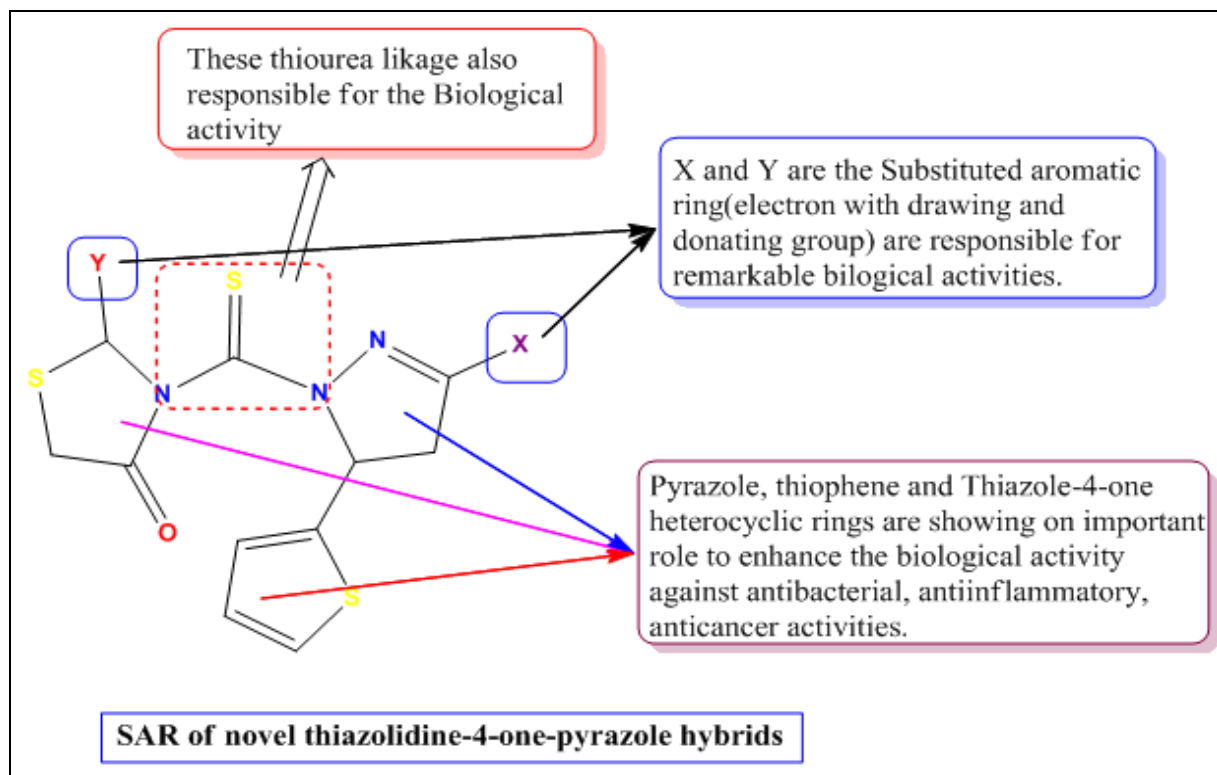 These thiourea likage also
responsible for the Biological
activity
X and Y are the Substituted aromatic
ring(electron with drawing and
donating group) are responsible for
remarkable bilological activities.
Y
S
S
N
X
N
N
O
S
Pyrazole, thiophene and Thiazole-4-one
heterocyclic rings are showing on important
role to enhance the biological activity
against antibacterial, antiinflammatory,
anticancer activities.
SAR of novel thiazolidine-4-one-pyrazole hybrids